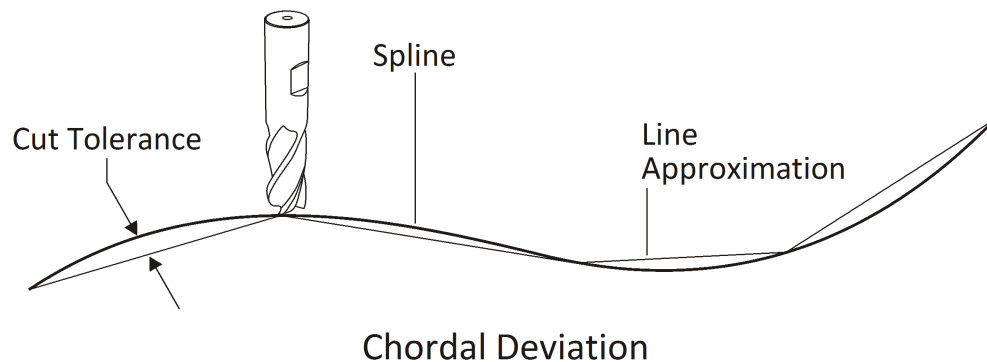 Spline
Cut Tolerance
Line
Approximation
Chordal Deviation